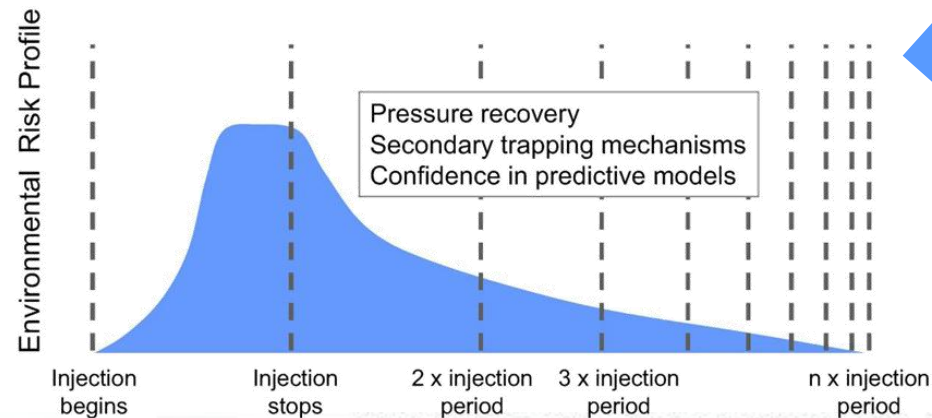 Environmental Risk Profile
Pressure recovery
Secondary trapping mechanisms
Confidence in predictive models
Injection begins
Injection stops
2 x injection period
3 x injection period
n x injection period